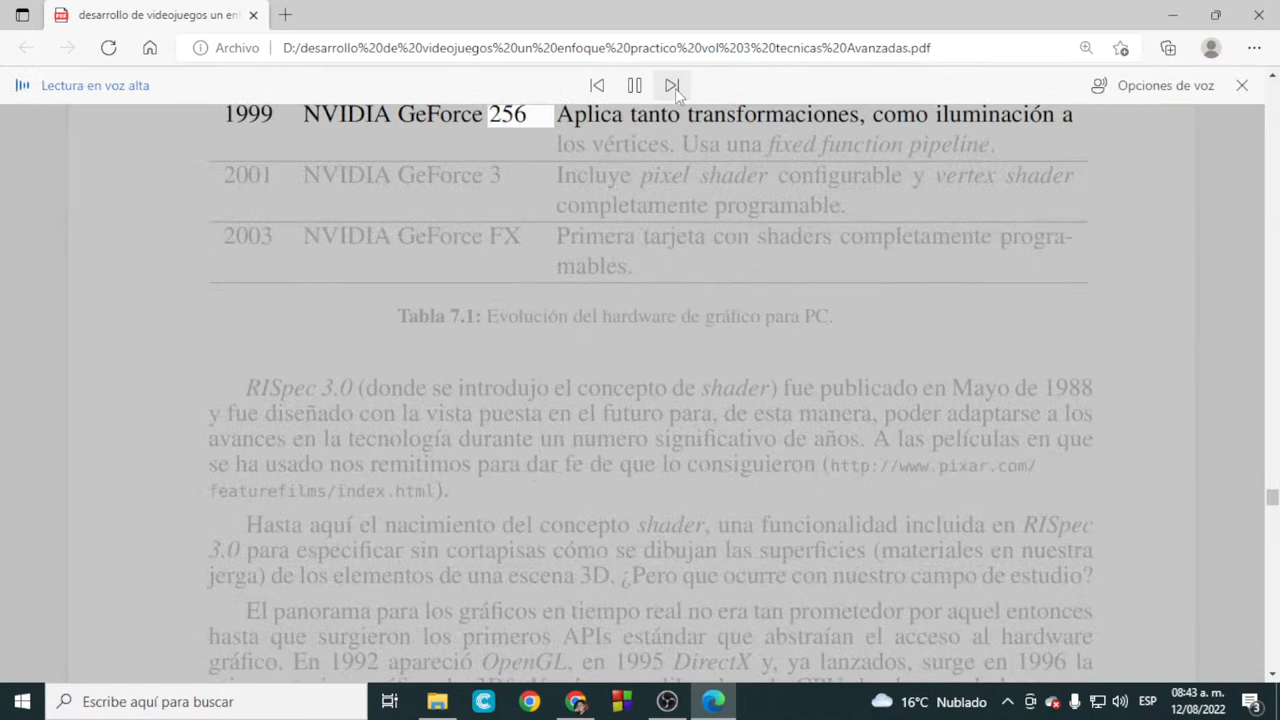 desarrollo de videojuegos un en
Archivo D:/desarrollo%20de%20videojuegos%20un%20enfoque%20practico%20vol%203%20tecnicas%20Avanzadas.pdf
Lectura en voz alta
Opciones de voz
1999 NVIDIA GeForce 256 Aplica tanto transformaciones, como iluminación a
los vértices. Usa una fixed function pipeline.
2001 NVIDIA GeForce 3 Incluye pixel shader configurable y vertex shader
completamente programable.
2003 NVIDIA GeForce FX Primera tarjeta con shaders completamente progra-
mables.
Tabla 7.1: Evolución del hardware de gráfico para PC.
RISpec 3.0 (donde se introdujo el concepto de shader) fue publicado en Mayo de 1988
y fue diseñado con la vista puesta en el futuro para, de esta manera, poder adaptarse a los
avances en la tecnología durante un numero significativo de años. A las películas en que
se ha usado nos remitimos para dar fe de que lo consiguieron (http://www.pixar.com/
featurefilms/index.html).
Hasta aquí el nacimiento del concepto shader, una funcionalidad incluida en RISpec
3.0 para especificar sin cortapisas cómo se dibujan las superficies (materiales en nuestra
jerga) de los elementos de una escena 3D. ¿Pero que ocurre con nuestro campo de estudio?
El panorama para los gráficos en tiempo real no era tan prometedor por aquel entonces
hasta que surgieron los primeros APIs estándar que abstraían el acceso al hardware
gráfico. En 1992 apareció OpenGL, en 1995 DirectX y, ya lanzados, surge en 1996 la
Escribe aquí para buscar
16°C Nublado
ESP
08:43 a. m.
12/08/2022
3